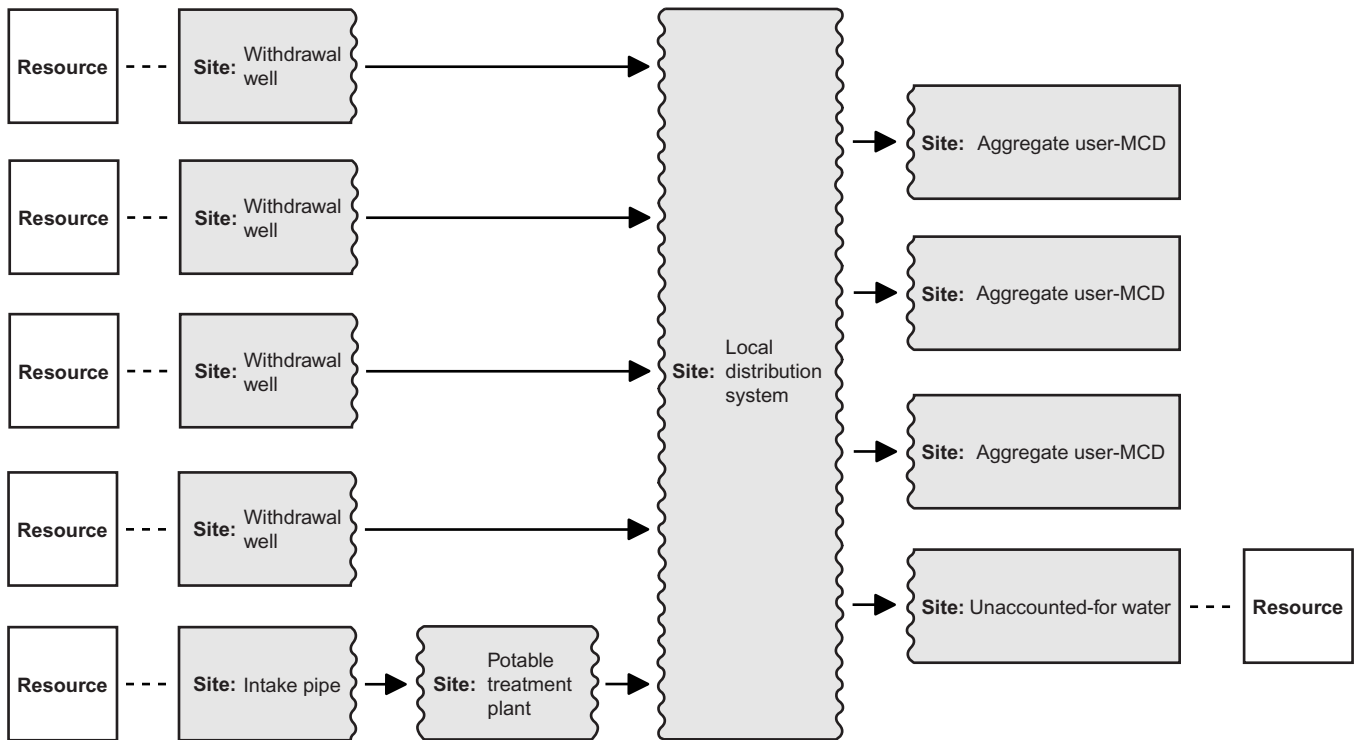 Resource
Site: Withdrawal
well
Resource
Site: Withdrawal
well
Resource
Site: Withdrawal
well
Resource
Site: Withdrawal
well
Resource
Site: Intake pipe
Site: Potable
treatment
plant
Site: Local
distribution
system
Site: Aggregate user-MCD
Site: Aggregate user-MCD
Site: Aggregate user-MCD
Site: Unaccounted-for water
Resource